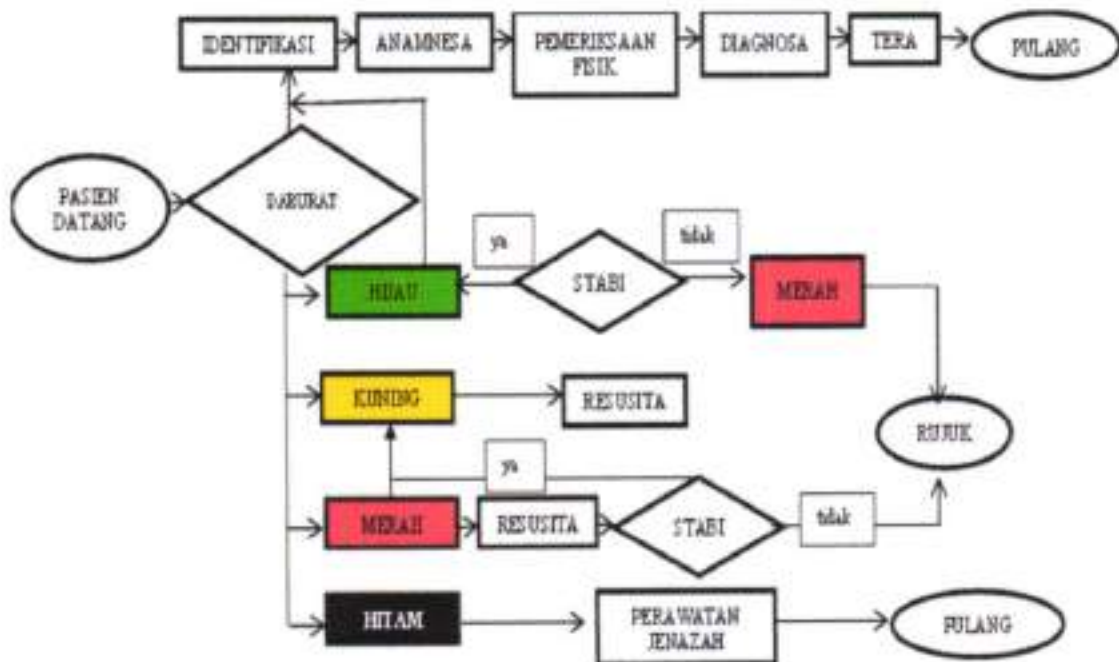 IDENTIFIKASI
ANAMNESA
PEMERIKSAAN
FISIK
DIAGNOSA
TERA
PULANG
PASIEN
DATANG
DARURAT
ya
STABI
tidak
HIJAU
MERAH
KUNING
RESUSITA
RUJUK
ya
MERAH
RESUSITA
STABI
tidak
HITAM
PERAWATAN
JENAZAH
PULANG